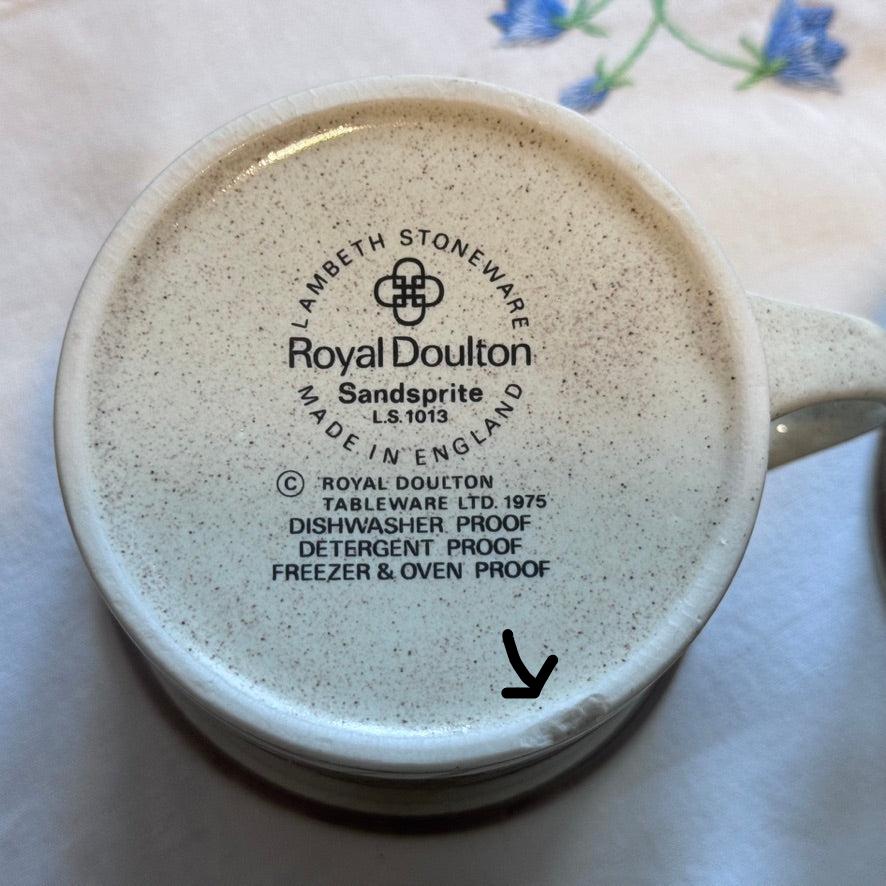 LAMBETH STONEWARE
Royal Doulton
Sandsprite
L.S. 1013
MADE IN ENGLAND
© ROYAL DOULTON
TABLEWARE LTD. 1975
DISHWASHER PROOF
DETERGENT PROOF
FREEZER & OVEN PROOF